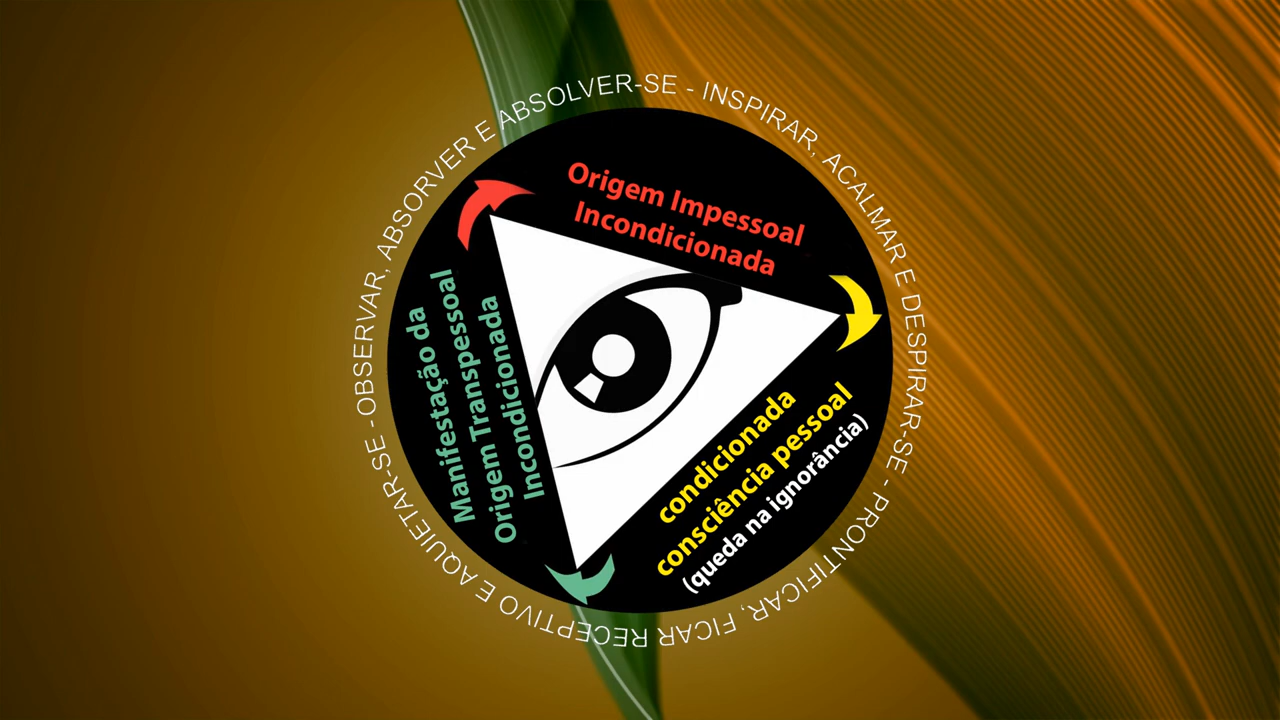 OBSERVAR, ABSORVER E ABSOLVER-SE - INSPIRAR, ACALMAR E DESPIRAR-SE - PRONTIFICAR, FICAR RECEPTIVO E AQUIETAR-SE -
Origem Impessoal
Incondicionada
condicionada
consciência pessoal
(queda na ignorância)
Manifestação da
Origem Transpessoal
Incondicionada